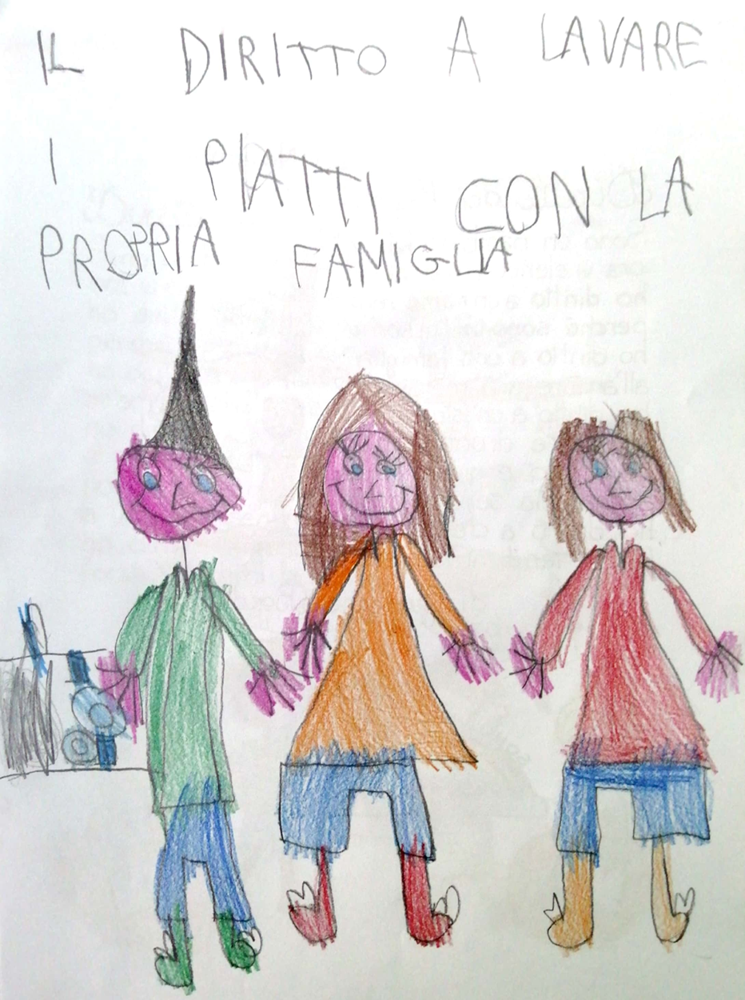 IL DIRITTO A LAVARE
I PIATTI CON LA
PROPRIA FAMIGLIA